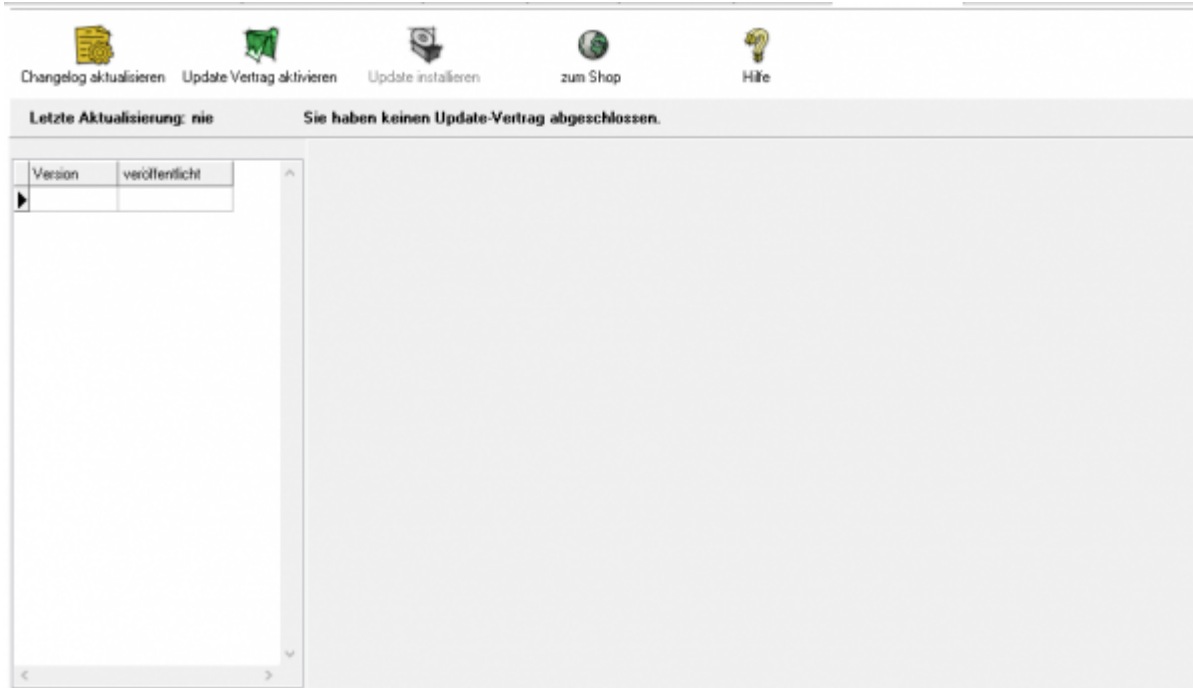 Changelog aktualisieren Update Vertrag aktivieren Update installieren zum Shop Hilfe
Letzte Aktualisierung: nie Sie haben keinen Update-Vertrag abgeschlossen.
Version veröffentlicht